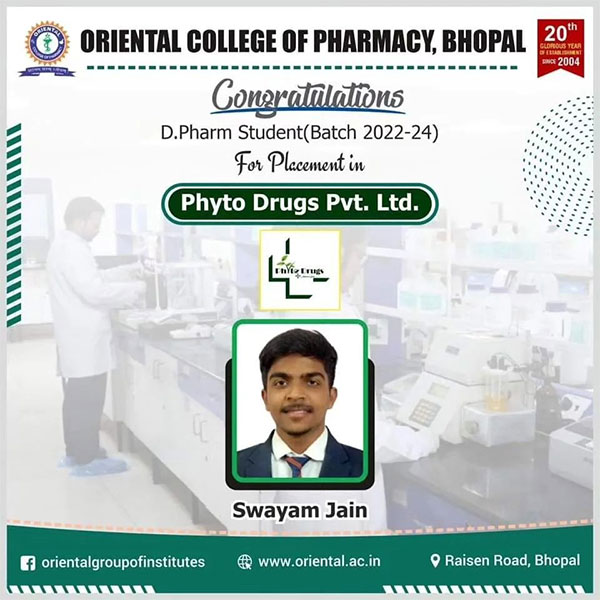 ORIENTAL COLLEGE OF PHARMACY, BHOPAL
20th
GLORIOUS YEAR
OF ESTABLISHMENT
SINCE 2004
Congratulations
D.Pharm Student(Batch 2022-24)
For Placement in
Phyto Drugs Pvt. Ltd.
Phyto Drugs
Swayam Jain
orientalgroupofinstitutes
www.oriental.ac.in
Raisen Road, Bhopal